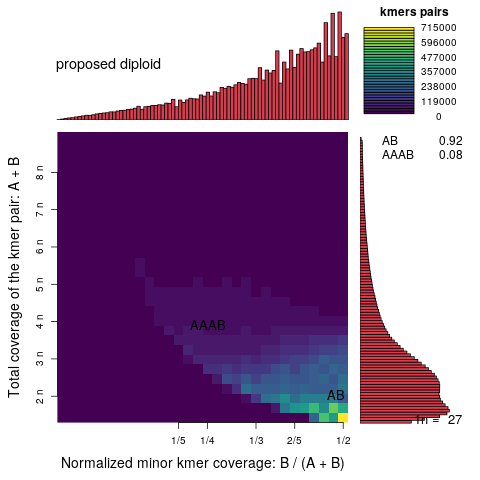 kmers pairs
715000
596000
477000
357000
238000
119000
0
proposed diploid
AB 0.92
AAAB 0.08
Total coverage of the kmer pair: A + B
8 n
7 n
6 n
5 n
4 n
3 n
2 n
AAAB
AB
1n = 27
1/5
1/4
1/3
2/5
1/2
Normalized minor kmer coverage: B / (A + B)